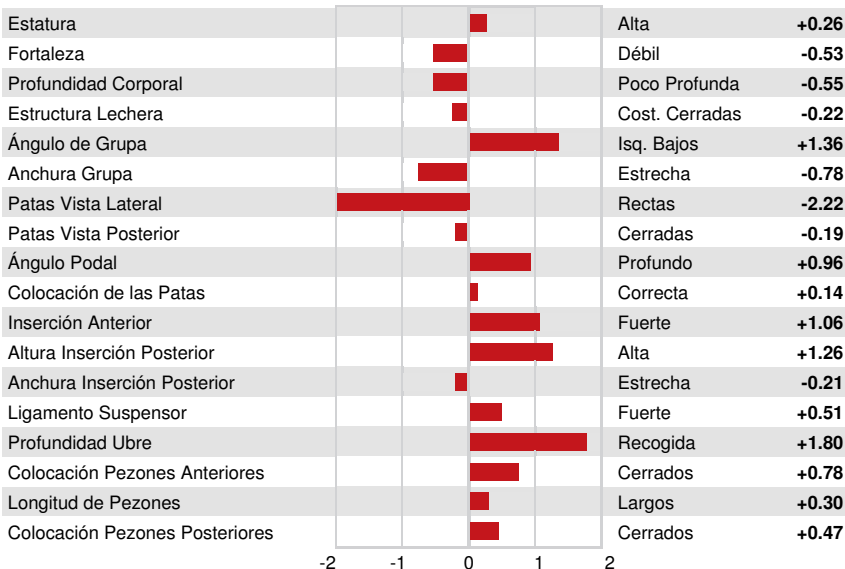 Estatura Alta +0.26
Fortaleza Débil -0.53
Profundidad Corporal Poco Profunda -0.55
Estructura Lechera Cost. Cerradas -0.22
Ángulo de Grupa Isq. Bajos +1.36
Anchura Grupa Estrecha -0.78
Patas Vista Lateral Rectas -2.22
Patas Vista Posterior Cerradas -0.19
Ángulo Podal Profundo +0.96
Colocación de las Patas Correcta +0.14
Inserción Anterior Fuerte +1.06
Altura Inserción Posterior Alta +1.26
Anchura Inserción Posterior Estrecha -0.21
Ligamento Suspensor Fuerte +0.51
Profundidad Ubre Recogida +1.80
Colocación Pezones Anteriores Cerrados +0.78
Longitud de Pezones Largos +0.30
Colocación Pezones Posteriores Cerrados +0.47
-2 -1 0 1 2